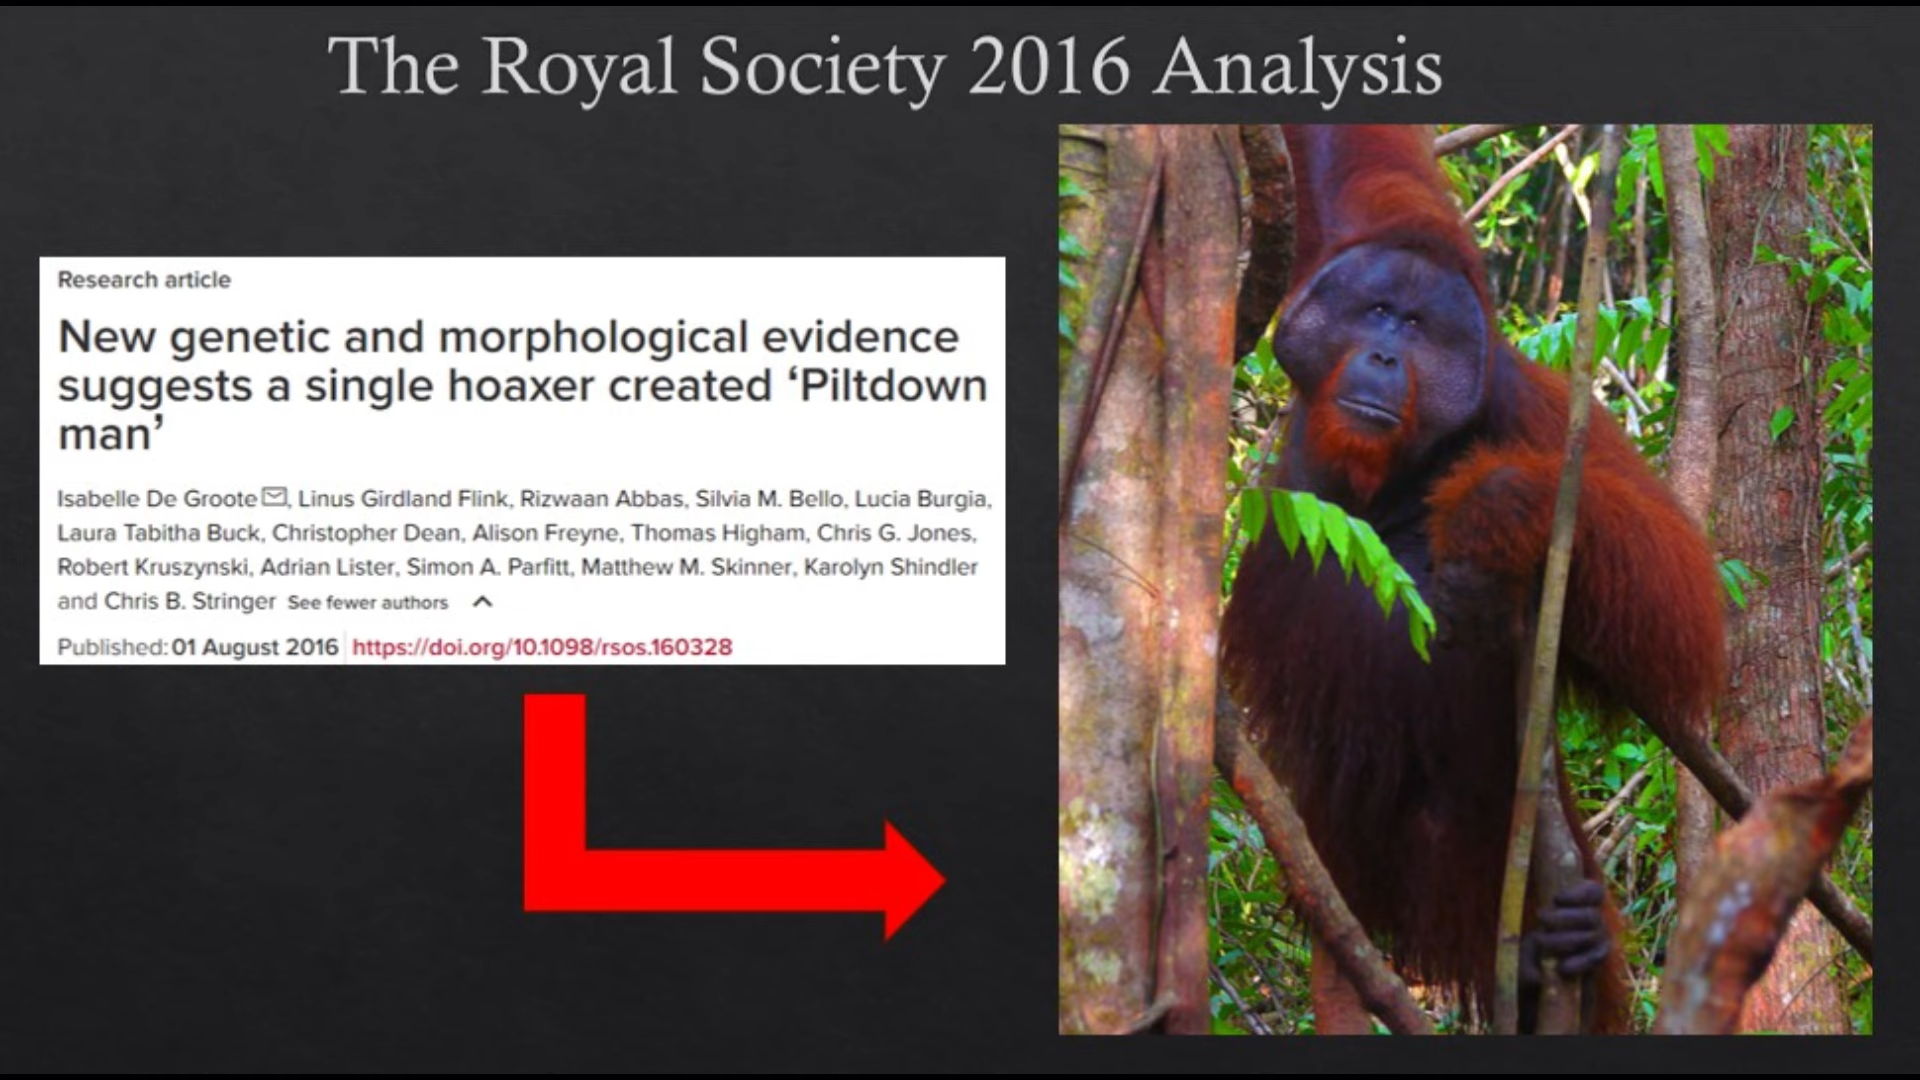 The Royal Society 2016 Analysis
Research article
New genetic and morphological evidence
suggests a single hoaxer created ‘Piltdown
man’
Isabelle De Groote, Linus Girdland Flink, Rizwaan Abbas, Silvia M. Bello, Lucia Burgia,
Laura Tabitha Buck, Christopher Dean, Alison Freyne, Thomas Higham, Chris G. Jones,
Robert Kruszynski, Adrian Lister, Simon A. Parfitt, Matthew M. Skinner, Karolyn Shindler
and Chris B. Stringer See fewer authors
Published: 01 August 2016 https://doi.org/10.1098/rsos.160328